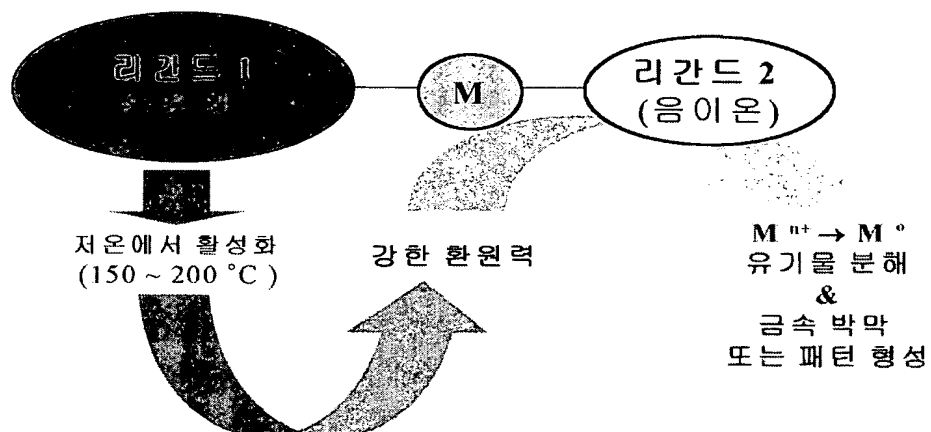 리간드 1
리간드 2
(음이온)
M
저온에서 활성화
(150 ~ 200 °C )
강한 환원력
M n+ → M o
유기물 분해
&
금속 박막
또는 패턴 형성